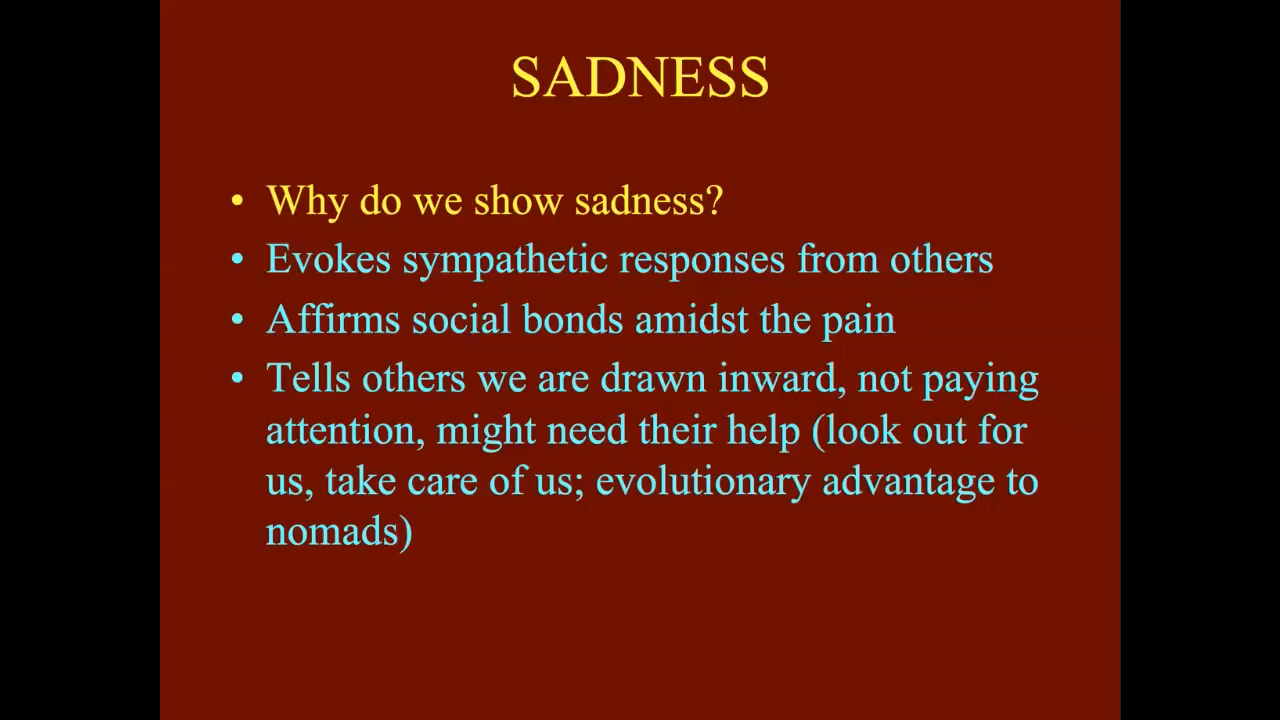 SADNESS
• Why do we show sadness?
• Evokes sympathetic responses from others
• Affirms social bonds amidst the pain
• Tells others we are drawn inward, not paying
attention, might need their help (look out for
us, take care of us; evolutionary advantage to
nomads)